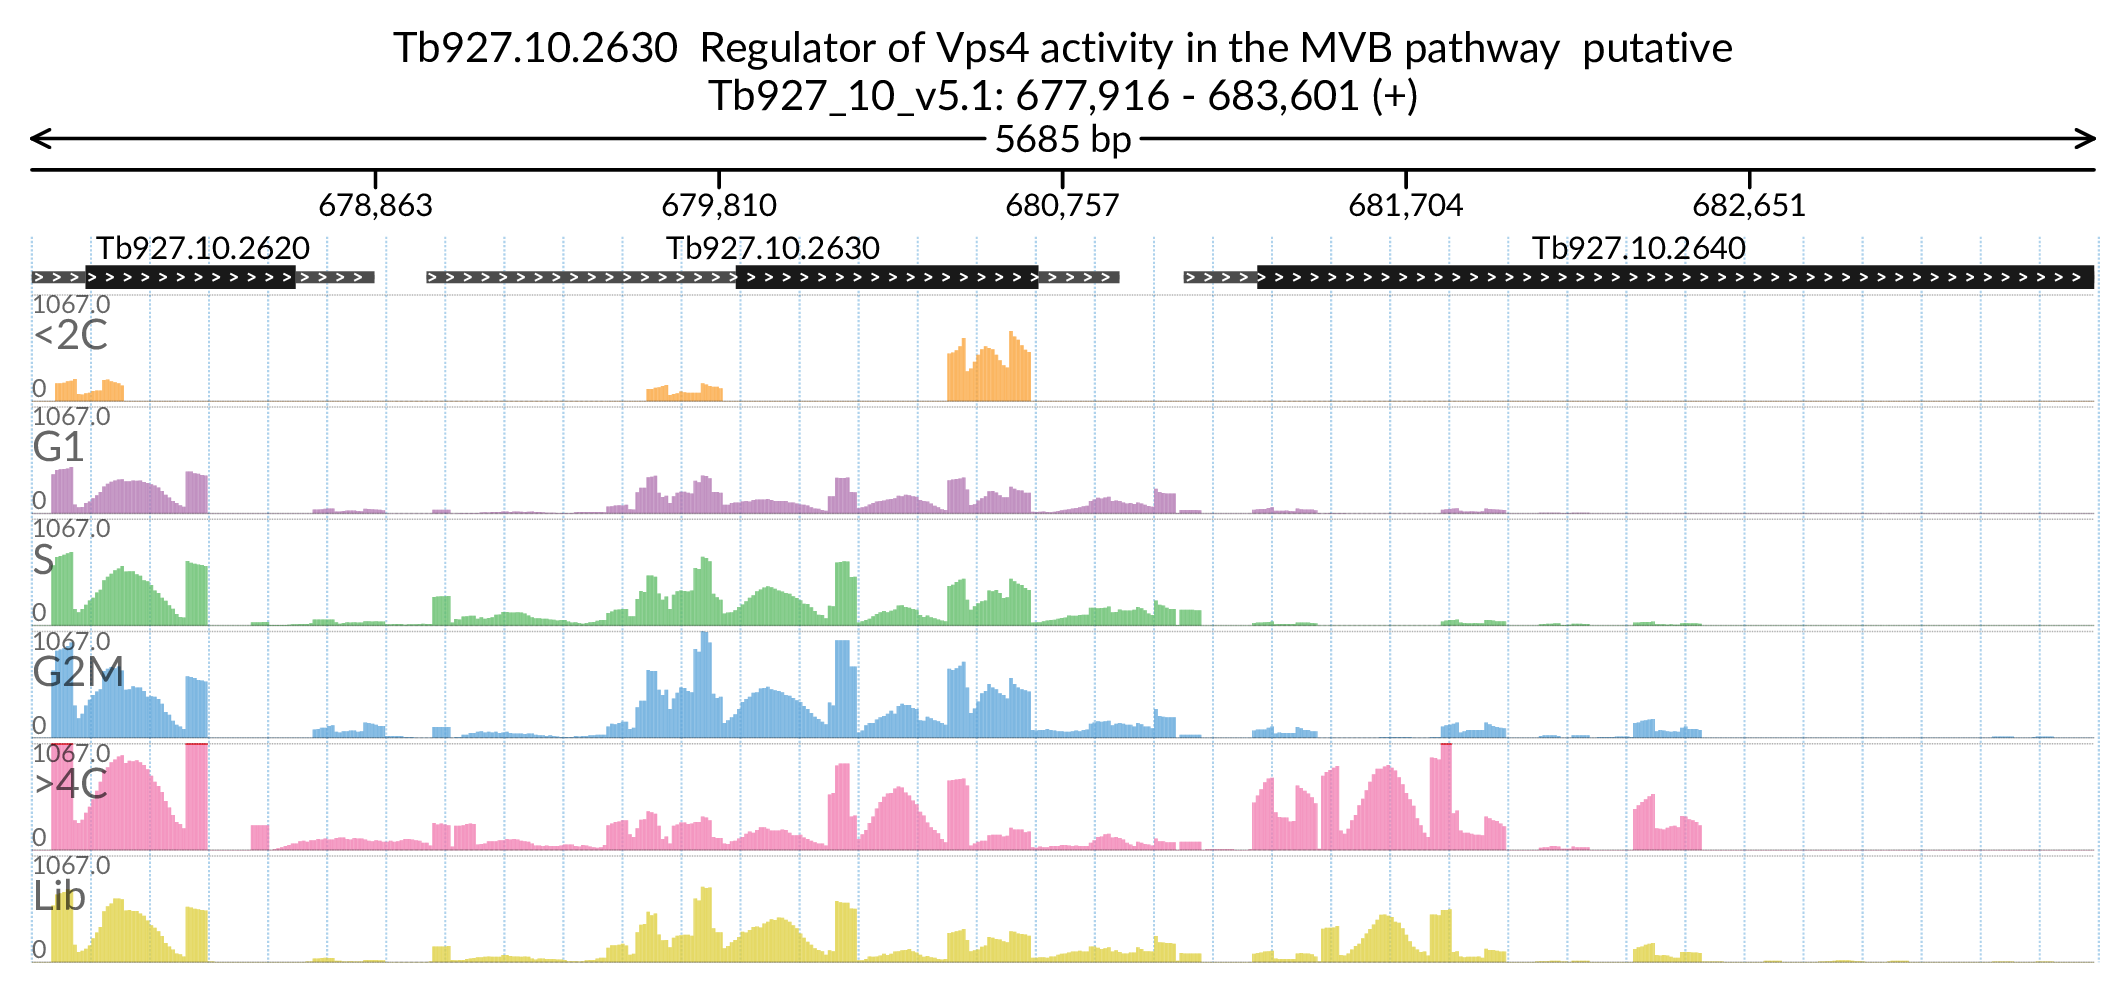 Tb927.10.2630  Regulator of Vps4 activity in the MVB pathway  putative
Tb927_10_v5.1: 677,916 - 683,601 (+)
5685 bp
678,863 679,810 680,757 681,704 682,651
Tb927.10.2620 Tb927.10.2630 Tb927.10.2640
1067.0
<2C
0
1067.0
G1
0
1067.0
S
0
1067.0
G2M
0
1067.0
>4C
0
1067.0
Lib
0